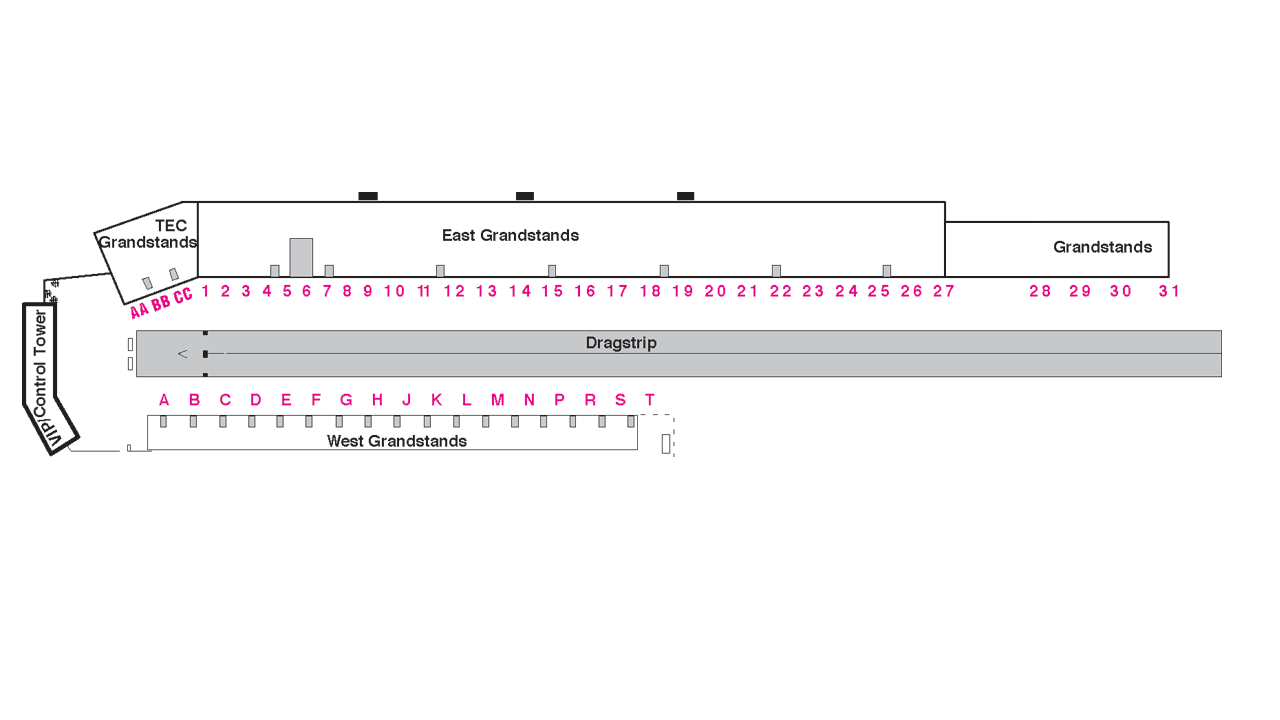 TEC
Grandstands
East Grandstands
Grandstands
AA BB CC 1 2 3 4 5 6 7 8 9 10 11 12 13 14 15 16 17 18 19 20 21 22 23 24 25 26 27 28 29 30 31
VIP/Control Tower
Dragstrip
<
A B C D E F G H J K L M N P R S T
West Grandstands